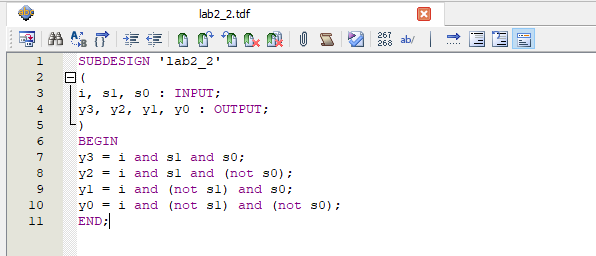 lab2_2.tdf
abc
267
268 ab/
1 SUBDESIGN 'lab2_2'
2 (
3 i, s1, s0 : INPUT;
4 y3, y2, y1, y0 : OUTPUT;
5 )
6 BEGIN
7 y3 = i and s1 and s0;
8 y2 = i and s1 and (not s0);
9 y1 = i and (not s1) and s0;
10 y0 = i and (not s1) and (not s0);
11 END;